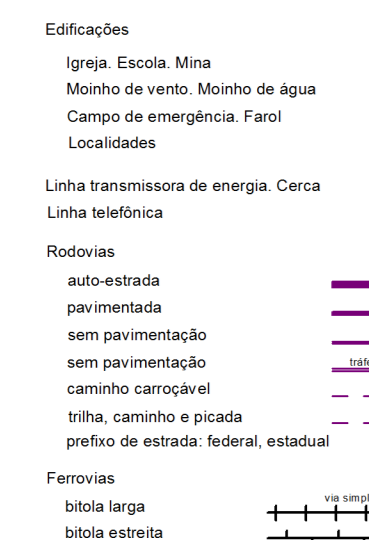 Edificações
Igreja. Escola. Mina
Moinho de vento. Moinho de água
Campo de emergência. Farol
Localidades
Linha transmissora de energia. Cerca
Linha telefônica
Rodovias
auto-estrada
pavimentada
sem pavimentação
sem pavimentação
caminho carroçável
trilha, caminho e picada
prefixo de estrada: federal, estadual
Ferrovias
via simpl
bitola larga
bitola estreita